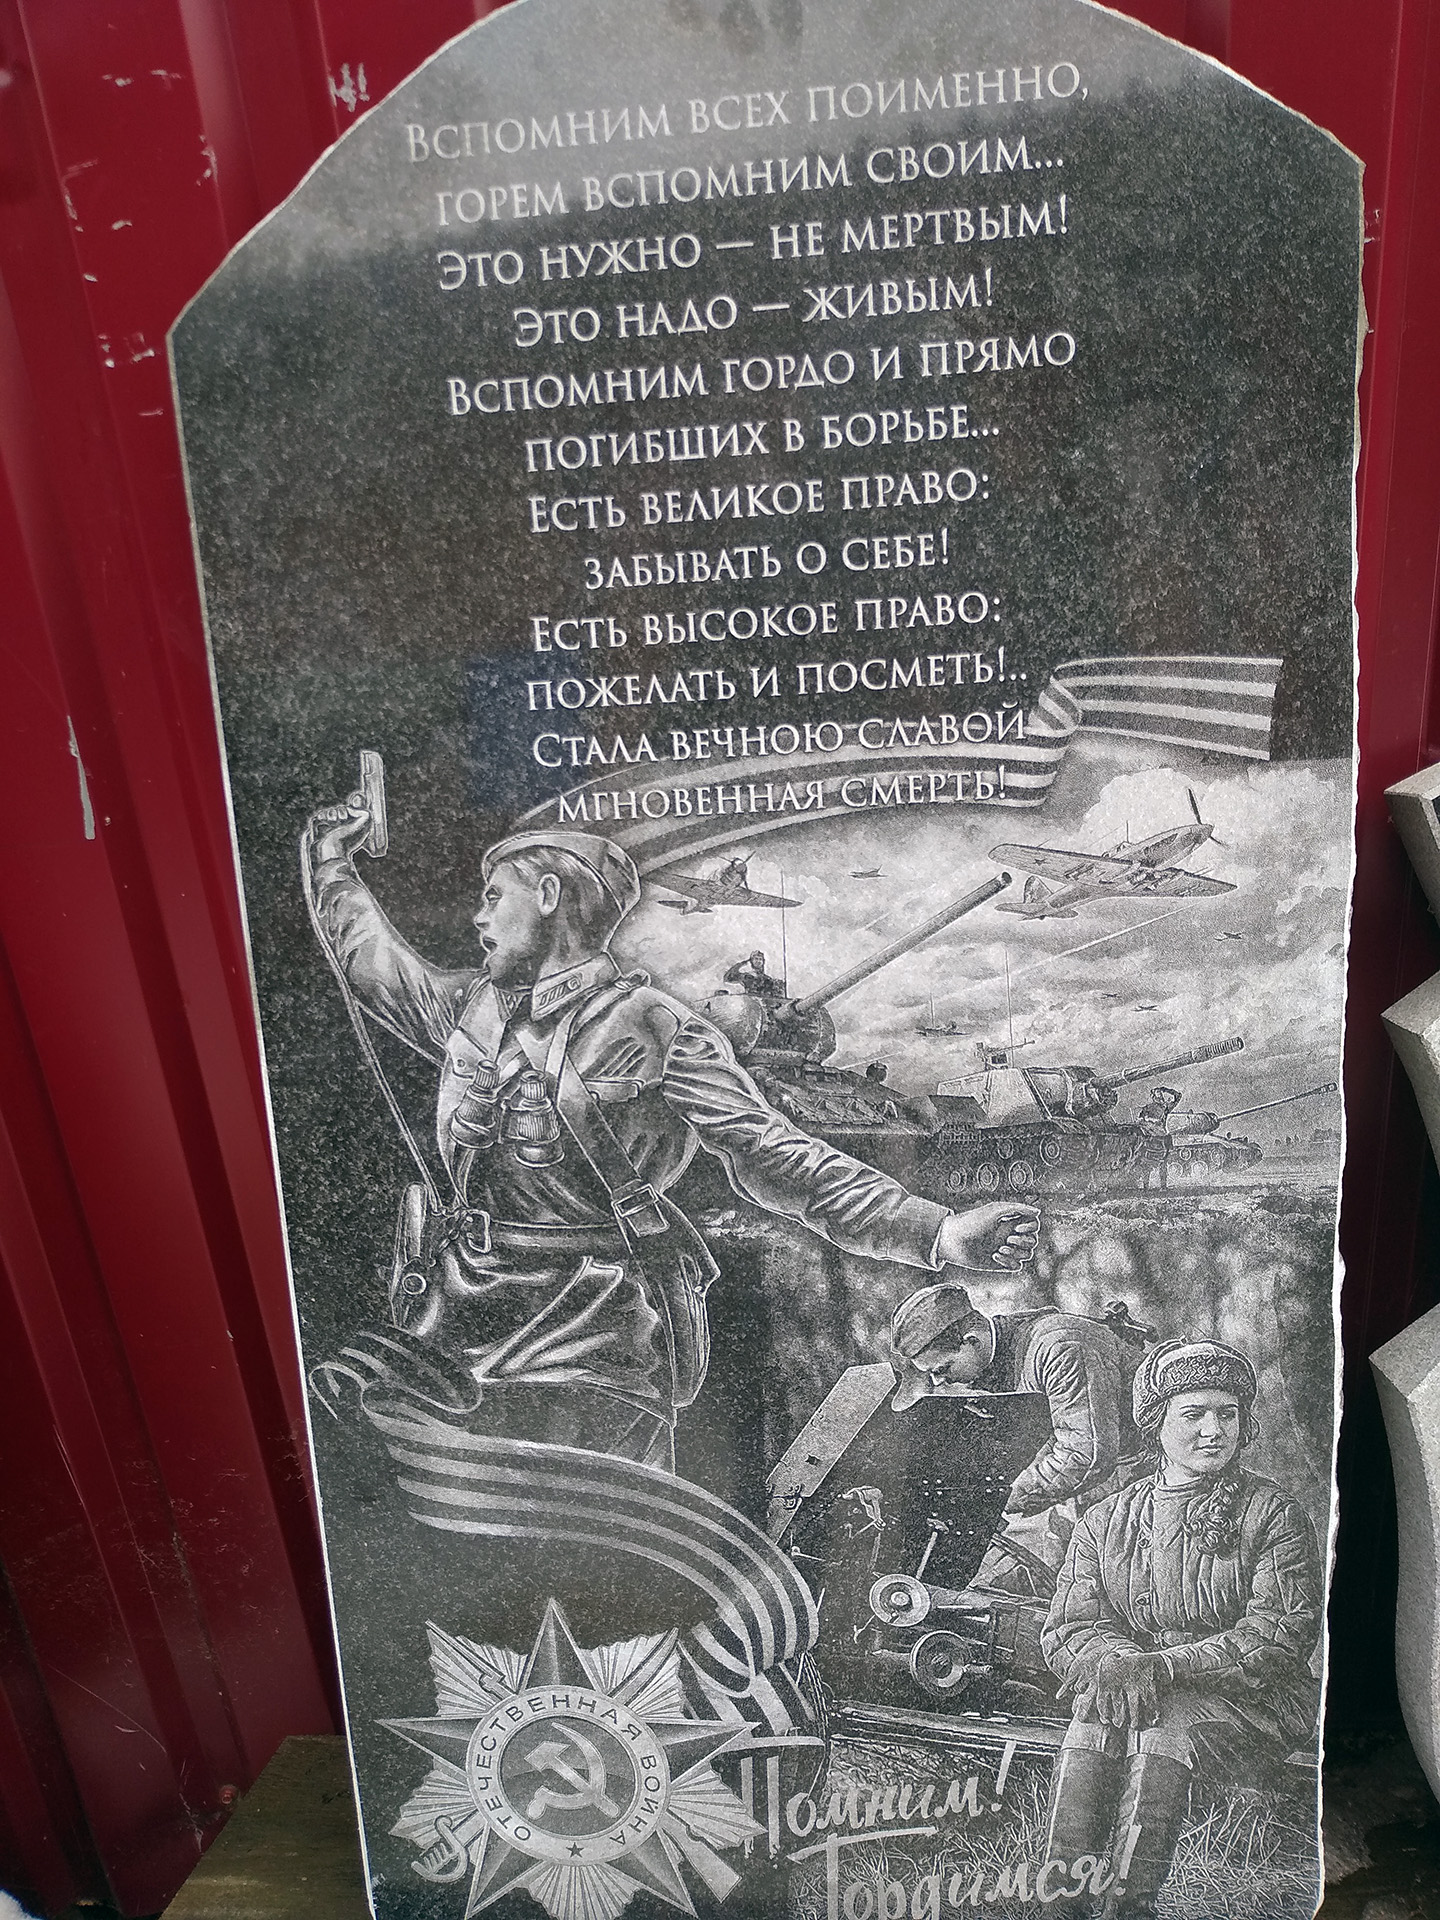 Вспомним всех поименно,
горем вспомним своим...
Это нужно — не мертвым!
Это надо — живым!
Вспомним гордо и прямо
погибших в борьбе...
Есть великое право:
забывать о себе!
Есть высокое право:
пожелать и посметь!..
Стала вечною славой
мгновенная смерть!
ОТЕЧЕСТВЕННАЯ ВОЙНА
Помним!
Гордимся!